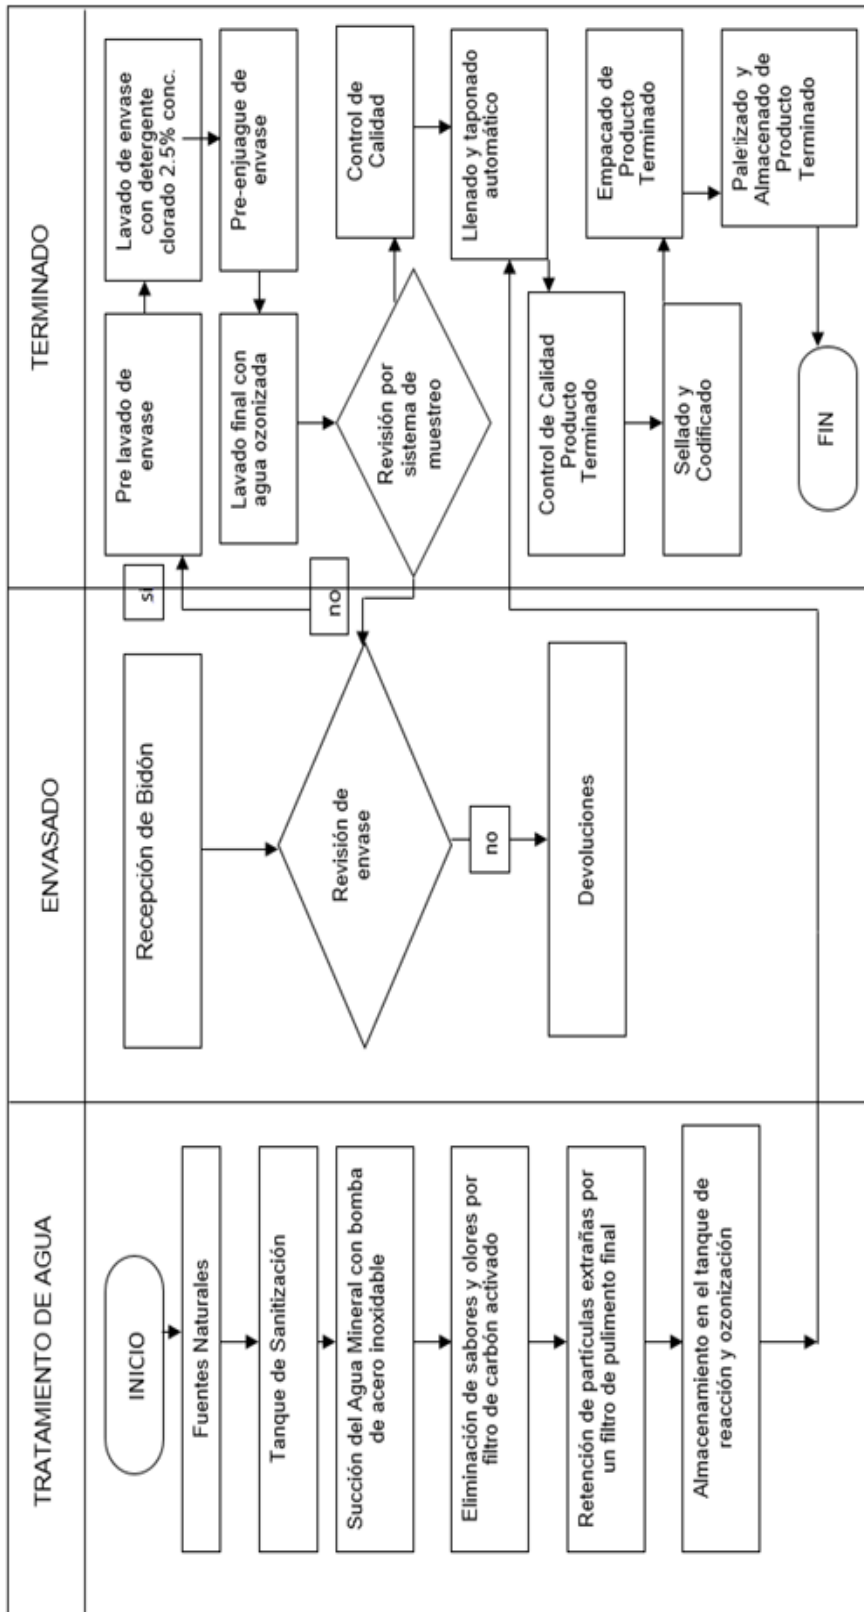 TRATAMIENTO DE AGUA
INICIO
Fuentes Naturales
Tanque de Sanitización
Succión del Agua Mineral con bomba
de acero inoxidable
Eliminación de sabores y olores por
filtro de carbón activado
Retención de partículas extrañas por
un filtro de pulimento final
Almacenamiento en el tanque de
reacción y ozonización
ENVASADO
Recepción de Bidón
Revisión de
envase
no
Devoluciones
si
no
TERMINADO
Pre lavado de
envase
Lavado de envase
con detergente
clorado 2.5% conc.
Pre-enjuague de
envase
Lavado final con
agua ozonizada
Revisión por
sistema de
muestreo
Control de
Calidad
Llenado y taponado
automático
Control de Calidad
Producto
Terminado
Sellado y
Codificado
Empacado de
Producto
Terminado
Paletizado y
Almacenado de
Producto
Terminado
FIN